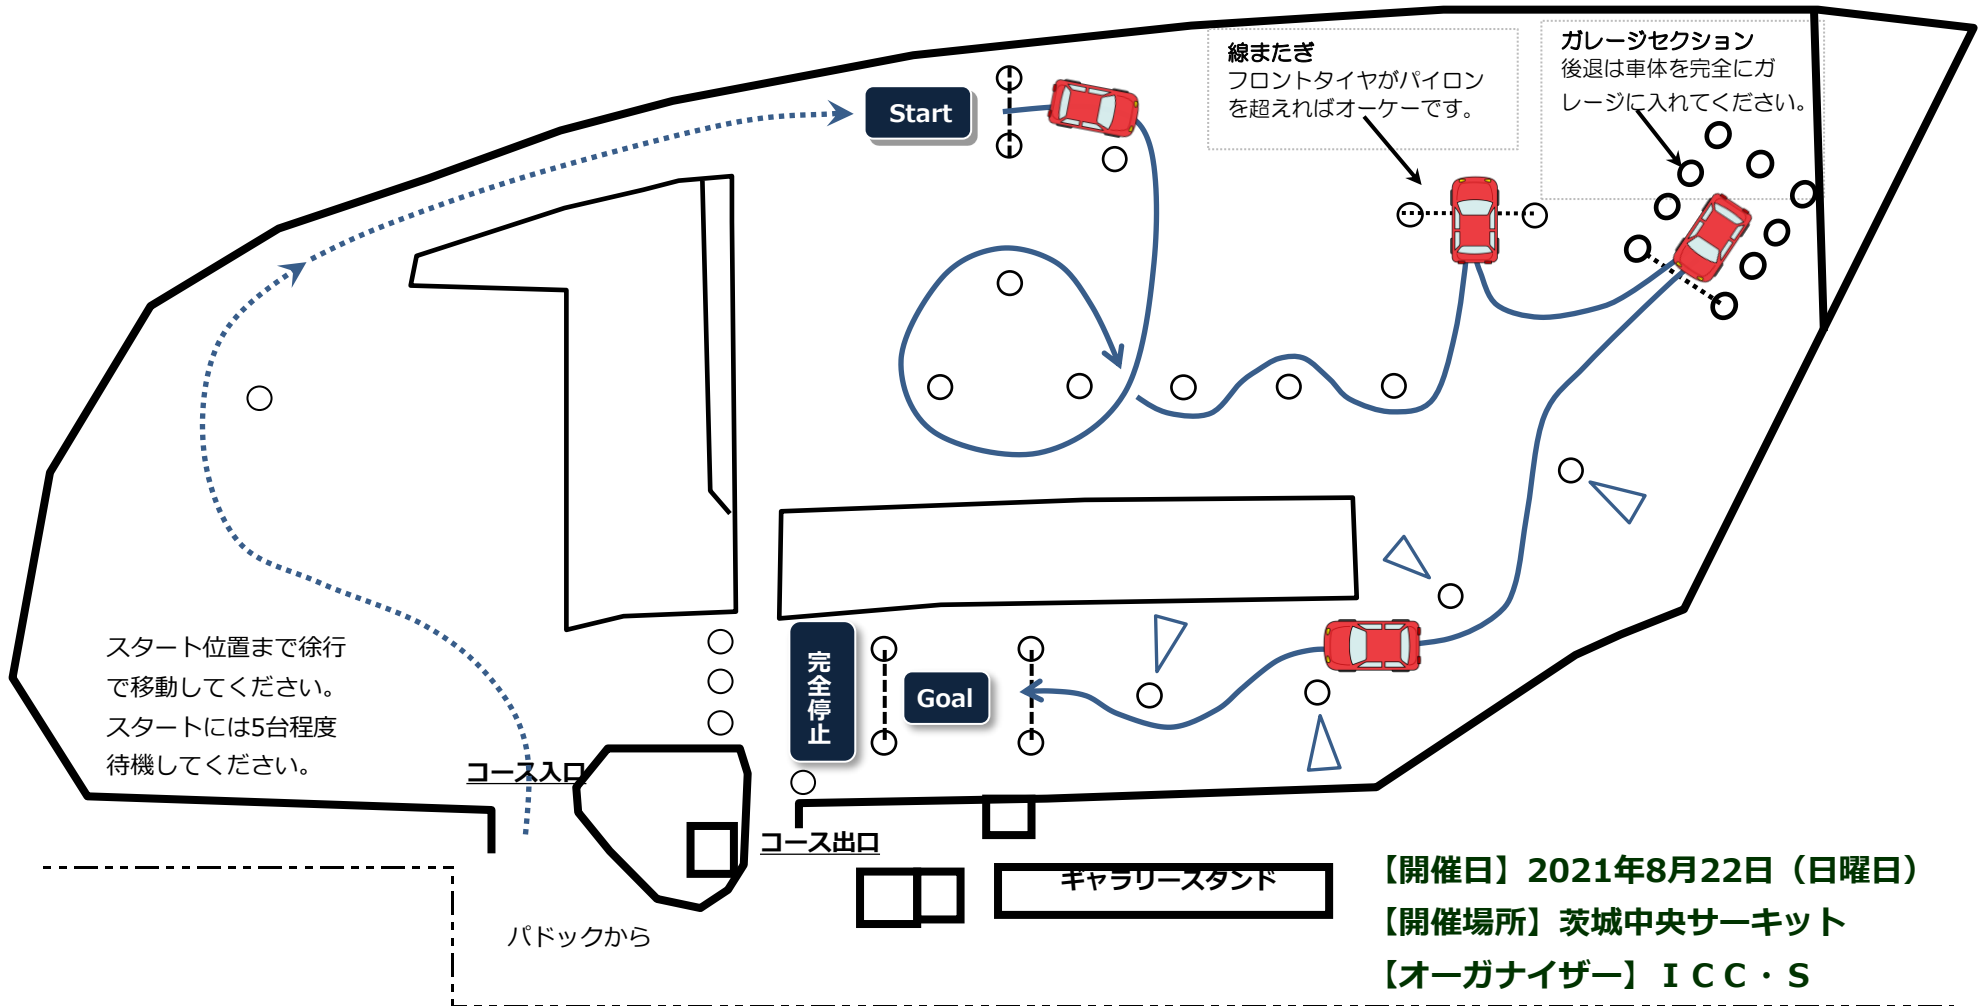 Start
線またぎ
フロントタイヤがパイロン
を超えればオーケーです。
ガレージセクション
後退は車体を完全にガ
レージに入れてください。
スタート位置まで徐行
で移動してください。
スタートには5台程度
待機してください。
完全停止
Goal
コース入口
コース出口
ギャラリースタンド
パドックから
【開催日】2021年8月22日（日曜日）
【開催場所】茨城中央サーキット
【オーガナイザー】ＩＣＣ・Ｓ